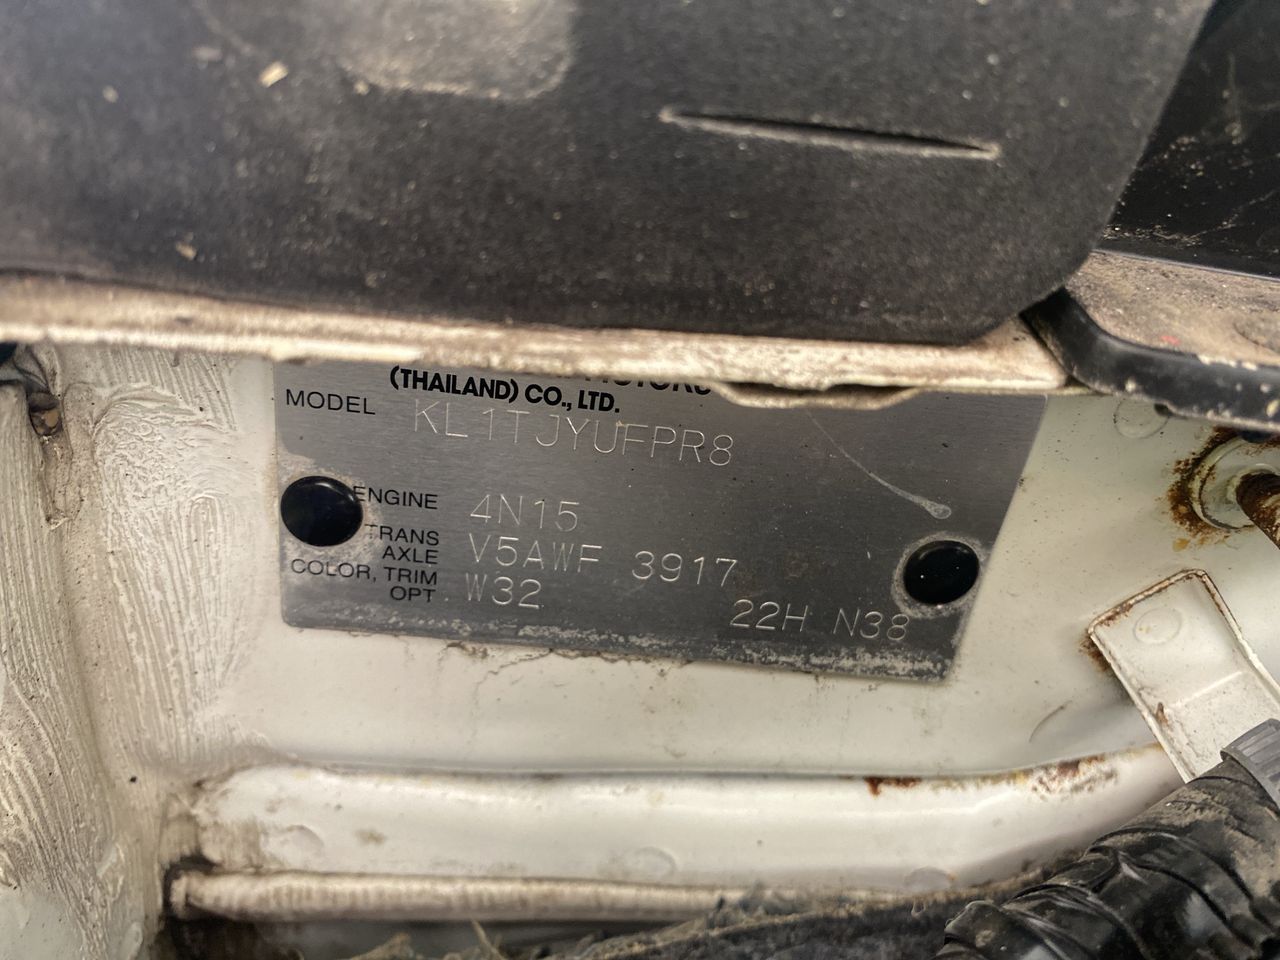 (THAILAND) CO., LTD.
MODEL KL1TJYUFPR8
ENGINE 4N15
TRANS AXLE V5AWF 3917
COLOR, TRIM OPT W32
22H N38